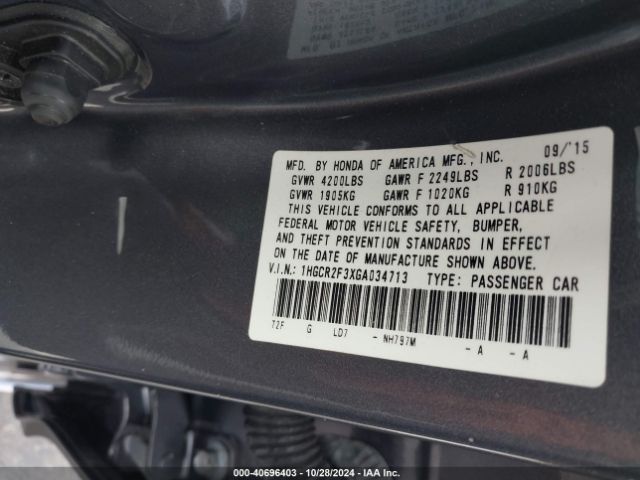 09/'15
MFD. BY HONDA OF AMERICA MFG., INC.
GVWR 4200LBS GAWR F 2249LBS R 2006LBS
GVWR 1905KG GAWR F 1020KG R 910KG
THIS VEHICLE CONFORMS TO ALL APPLICABLE
FEDERAL MOTOR VEHICLE SAFETY, BUMPER,
AND THEFT PREVENTION STANDARDS IN EFFECT
ON THE DATE OF MANUFACTURE SHOWN ABOVE.
V.I.N.: 1HGCR2F3XGA034713 TYPE: PASSENGER CAR
T2F G LD7 - NH797M - A - A
000-40696403 | 10/28/2024 | IAA Inc.